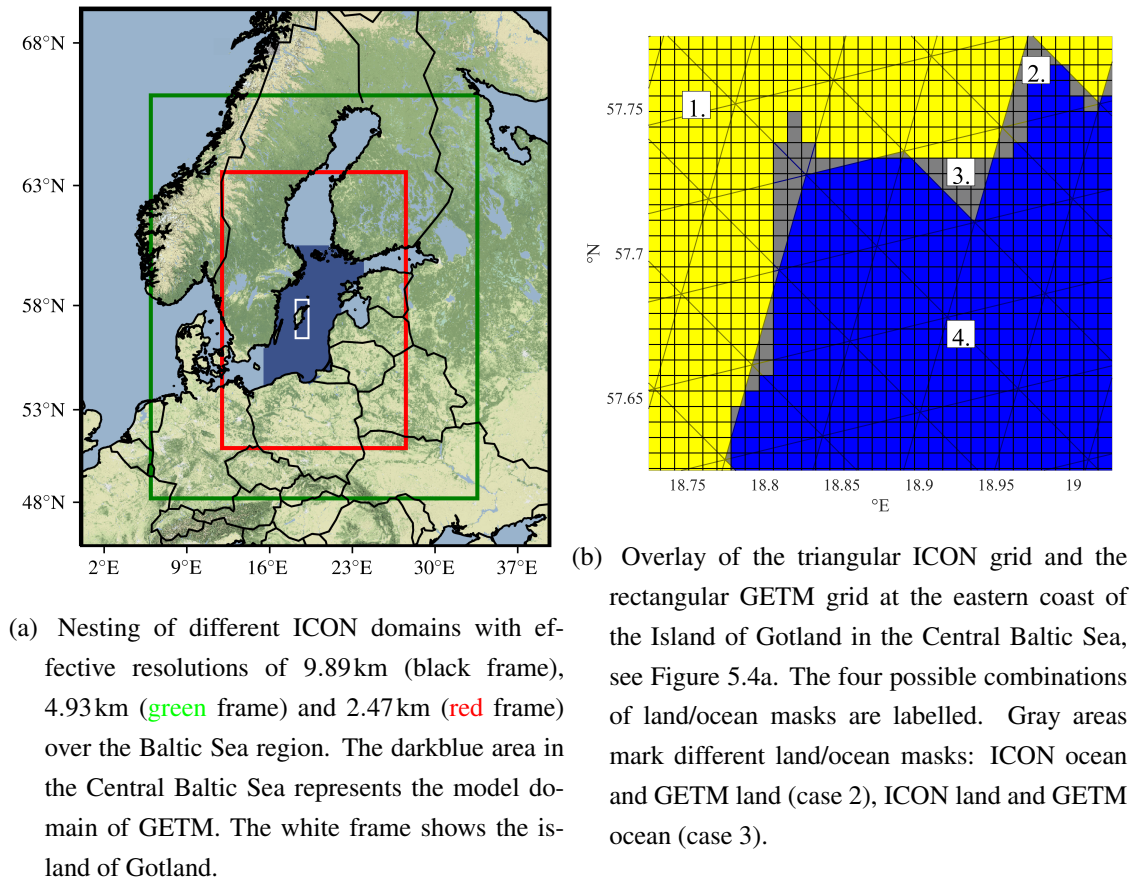 68°N
63°N
58°N
53°N
48°N
2°E 9°E 16°E 23°E 30°E 37°E
(a) Nesting of different ICON domains with ef-
fective resolutions of 9.89km (black frame),
4.93km (green frame) and 2.47km (red frame)
over the Baltic Sea region. The darkblue area in
the Central Baltic Sea represents the model do-
main of GETM. The white frame shows the is-
land of Gotland.
57.75
57.7
57.65
°N
1.
2.
3.
4.
18.75 18.8 18.85 18.9 18.95 19
°E
(b) Overlay of the triangular ICON grid and the
rectangular GETM grid at the eastern coast of
the Island of Gotland in the Central Baltic Sea,
see Figure 5.4a. The four possible combinations
of land/ocean masks are labelled. Gray areas
mark different land/ocean masks: ICON ocean
and GETM land (case 2), ICON land and GETM
ocean (case 3).